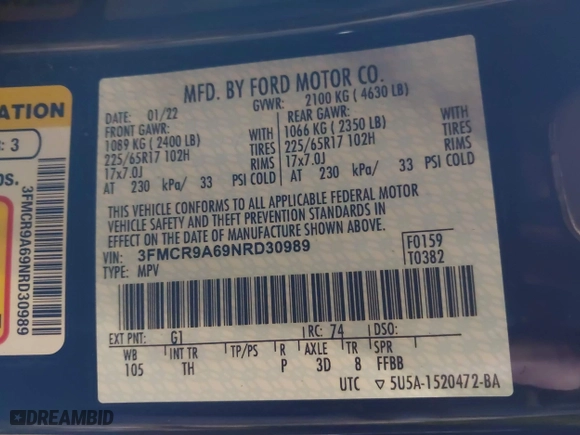 MFD. BY FORD MOTOR CO.
DATE: 01/22 GVWR: 2100 KG ( 4630 LB)
FRONT GAWR: REAR GAWR:
1089 KG ( 2400 LB) WITH 1066 KG ( 2350 LB) WITH
225/65R17 102H TIRES 225/65R17 102H TIRES
17x7.0J RIMS 17x7.0J RIMS
AT 230 kPa/ 33 PSI COLD AT 230 kPa/ 33 PSI COLD
THIS VEHICLE CONFORMS TO ALL APPLICABLE FEDERAL MOTOR
VEHICLE SAFETY AND THEFT PREVENTION STANDARDS IN
EFFECT ON THE DATE OF MANUFACTURE SHOWN ABOVE.
VIN: 3FMCR9A69NRD30989 F0159
TYPE: MPV T0382
EXT PNT: G1 RC: 74 DSO:
WB INT TR TP/PS R AXLE TR SPR
105 TH P 3D 8 FFBB
UTC ▽ 5U5A-1520472-BA
ATION
: 3
3FMCR9A69NRD30989
DREAMBID